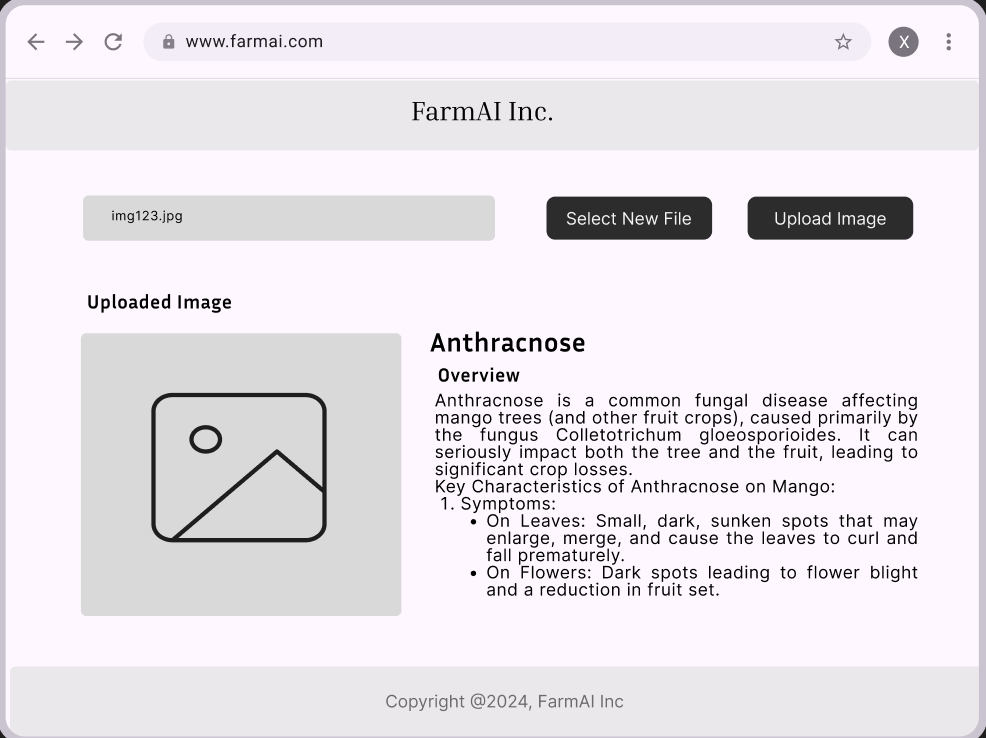 www.farmai.com
X
FarmAI Inc.
img123.jpg
Select New File
Upload Image
Uploaded Image
Anthracnose
Overview
Anthracnose is a common fungal disease affecting
mango trees (and other fruit crops), caused primarily by
the fungus Colletotrichum gloeosporioides. It can
seriously impact both the tree and the fruit, leading to
significant crop losses.
Key Characteristics of Anthracnose on Mango:
1. Symptoms:
• On Leaves: Small, dark, sunken spots that may
enlarge, merge, and cause the leaves to curl and
fall prematurely.
• On Flowers: Dark spots leading to flower blight
and a reduction in fruit set.
Copyright @2024, FarmAI Inc